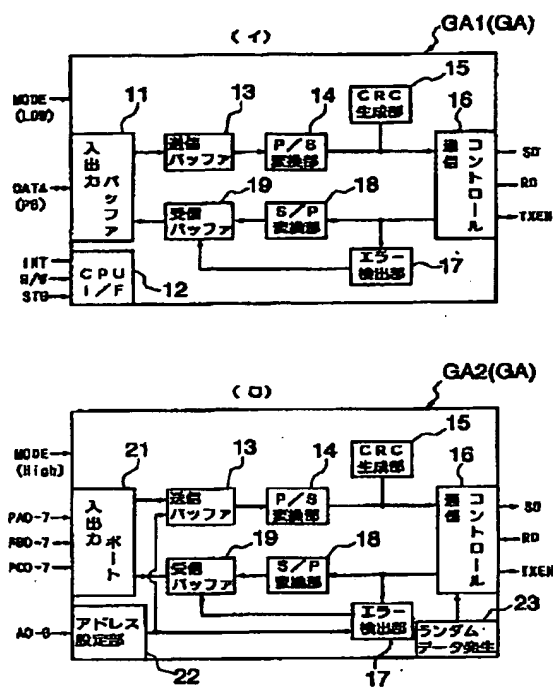 (イ)
GA1(GA)
MODE
(LOW)
11
13
14
15
16
入出力バッファ
送信
バッファ
P/S
変換部
CRC
生成部
通信コントロール
SD
RD
TXEN
DATA
19
18
受信
バッファ
S/P
変換部
エラー
検出部
17
INT
R/W
STB
CPU
I/F
12
(ロ)
GA2(GA)
MODE
(High)
21
13
14
15
16
入出力ポート
送信
バッファ
P/S
変換部
CRC
生成部
通信コントロール
SD
RD
TXEN
PA0-7
PB0-7
PC0-7
19
18
受信
バッファ
S/P
変換部
23
A0-6
アドレス
設定部
22
エラー
検出部
17
ランダム・
データ発生